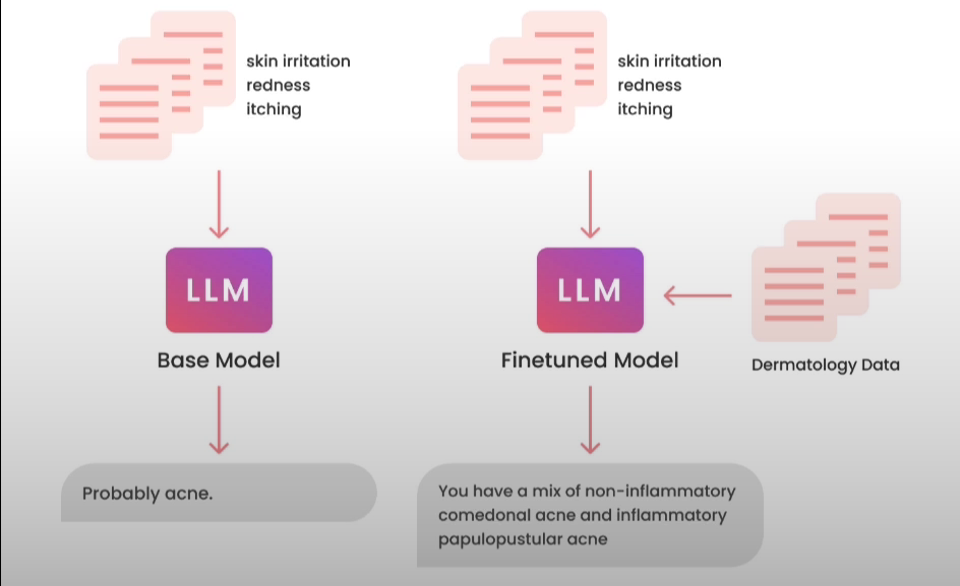 skin irritation
redness
itching
LLM
Base Model
Probably acne.
skin irritation
redness
itching
LLM
Finetuned Model
Dermatology Data
You have a mix of non-inflammatory
comedonal acne and inflammatory
papulopustular acne